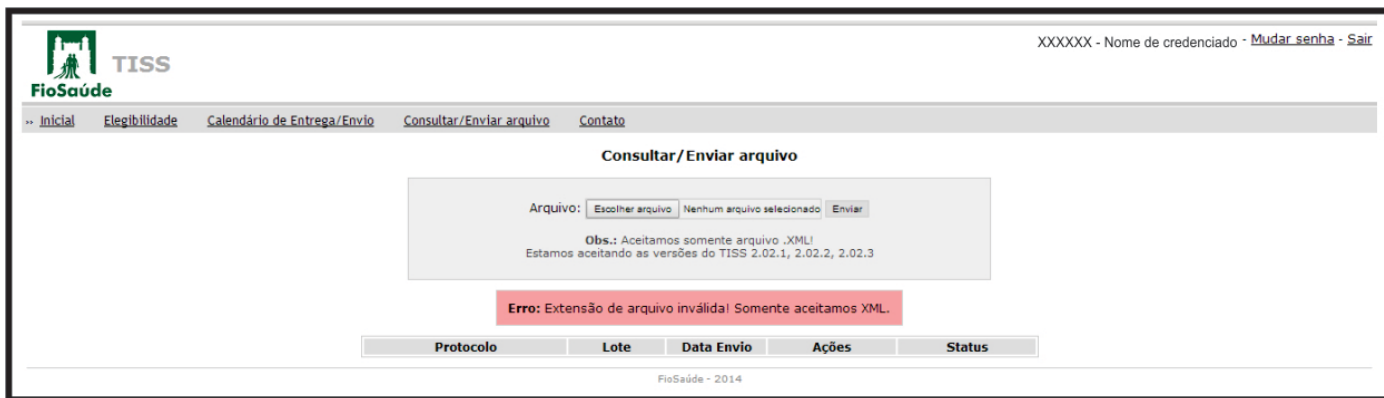 XXXXXX - Nome de credenciado - Mudar senha - Sair
TISS
FioSaúde
» Inicial Elegibilidade Calendário de Entrega/Envio Consultar/Enviar arquivo Contato
Consultar/Enviar arquivo
Arquivo: Escolher arquivo Nenhum arquivo selecionado Enviar
Obs.: Aceitamos somente arquivo .XML!
Estamos aceitando as versões do TISS 2.02.1, 2.02.2, 2.02.3
Erro: Extensão de arquivo inválida! Somente aceitamos XML.
Protocolo Lote Data Envio Ações Status
FioSaúde - 2014